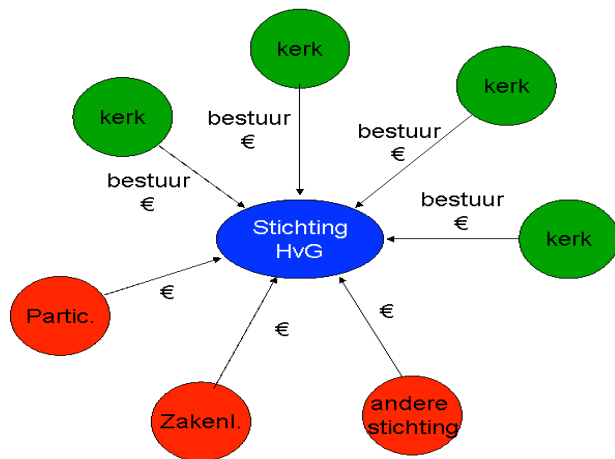 kerk
kerk
kerk
bestuur
€
bestuur
€
bestuur
€
bestuur
€
kerk
Stichting
HvG
Partic.
€
€
€
Zakenl.
andere
stichting